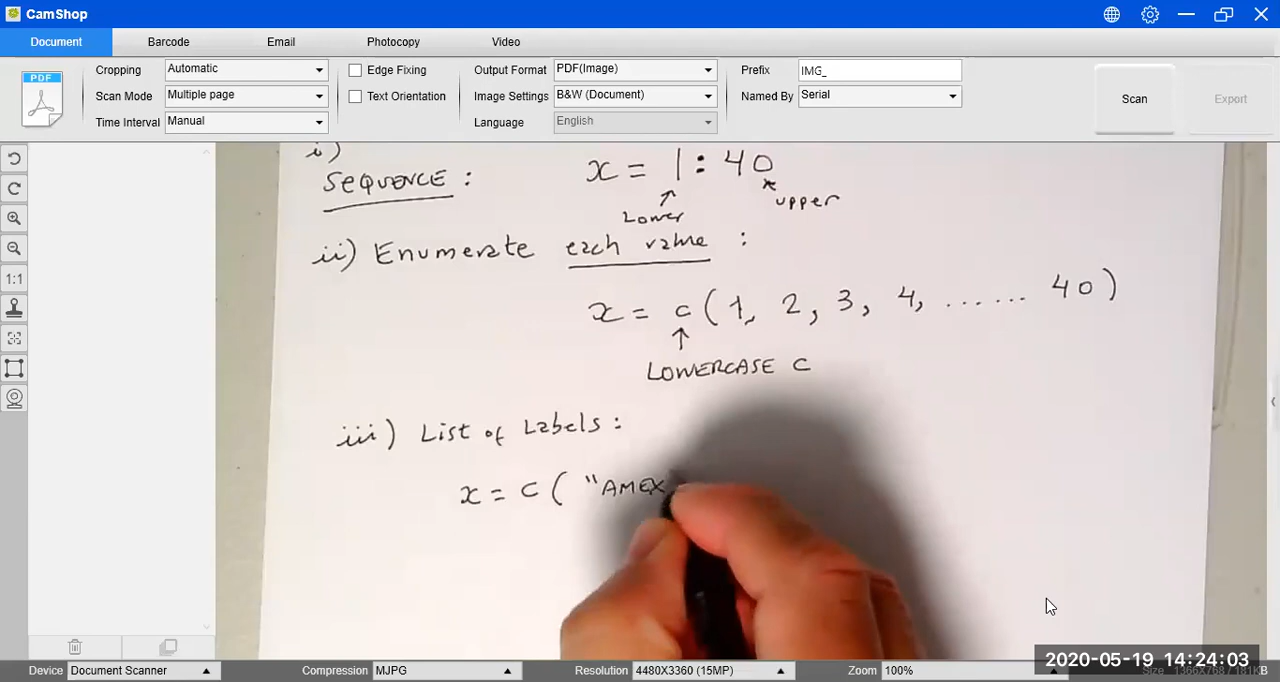 CamShop
Document Barcode Email Photocopy Video
PDF
Cropping Automatic Edge Fixing Output Format PDF(Image) Prefix IMG_
Scan Mode Multiple page Text Orientation Image Settings B&W (Document) Named By Serial
Time Interval Manual Language English
Scan Export
1:1
i)
SEQUENCE : x = 1 : 40
Lower upper
ii) Enumerate each value :
x = c ( 1, 2, 3, 4, ...... 40 )
LOWERCASE C
iii) List of Labels :
x = c ( "AMEX
2020-05-19 14:24:03
Device Document Scanner Compression MJPG Resolution 4480X3360 (15MP) Zoom 100% Size 1366X768 / 181KB